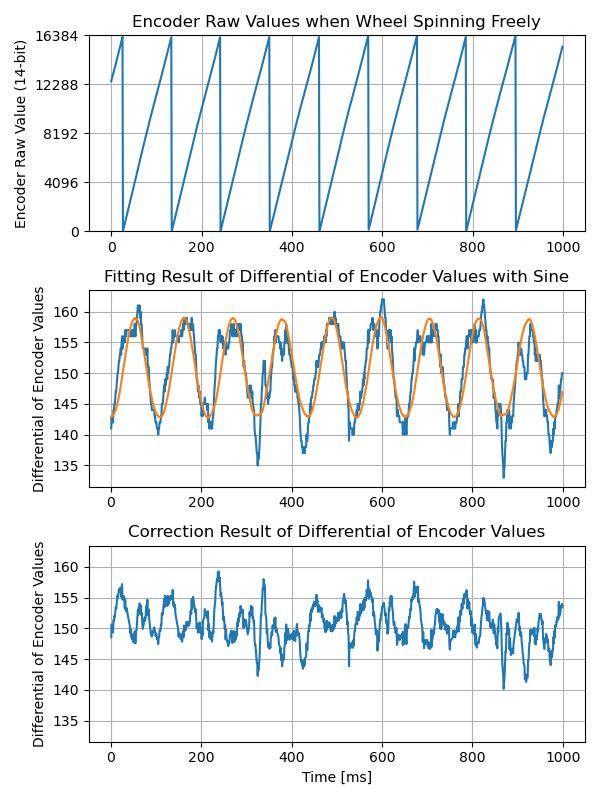 Encoder Raw Values when Wheel Spinning Freely
Encoder Raw Value (14-bit)
16384
12288
8192
4096
0
0 200 400 600 800 1000
Fitting Result of Differential of Encoder Values with Sine
Differential of Encoder Values
160
155
150
145
140
135
0 200 400 600 800 1000
Correction Result of Differential of Encoder Values
Differential of Encoder Values
160
155
150
145
140
135
0 200 400 600 800 1000
Time [ms]